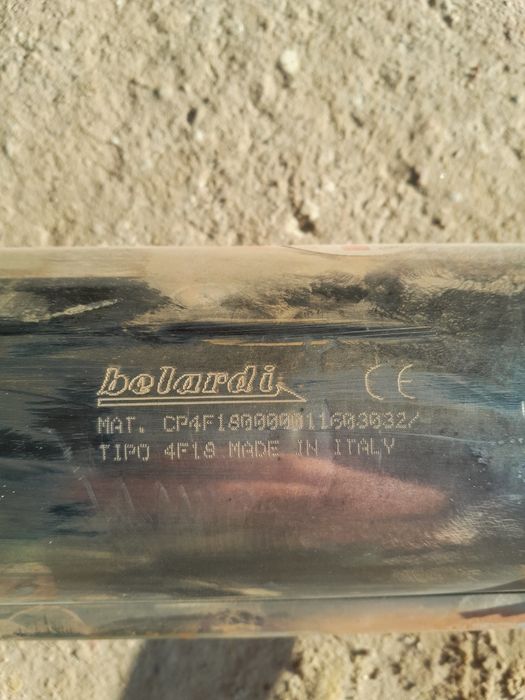 belardi CE
MAT. CP4F18000011603032/
TIPO 4F18 MADE IN ITALY